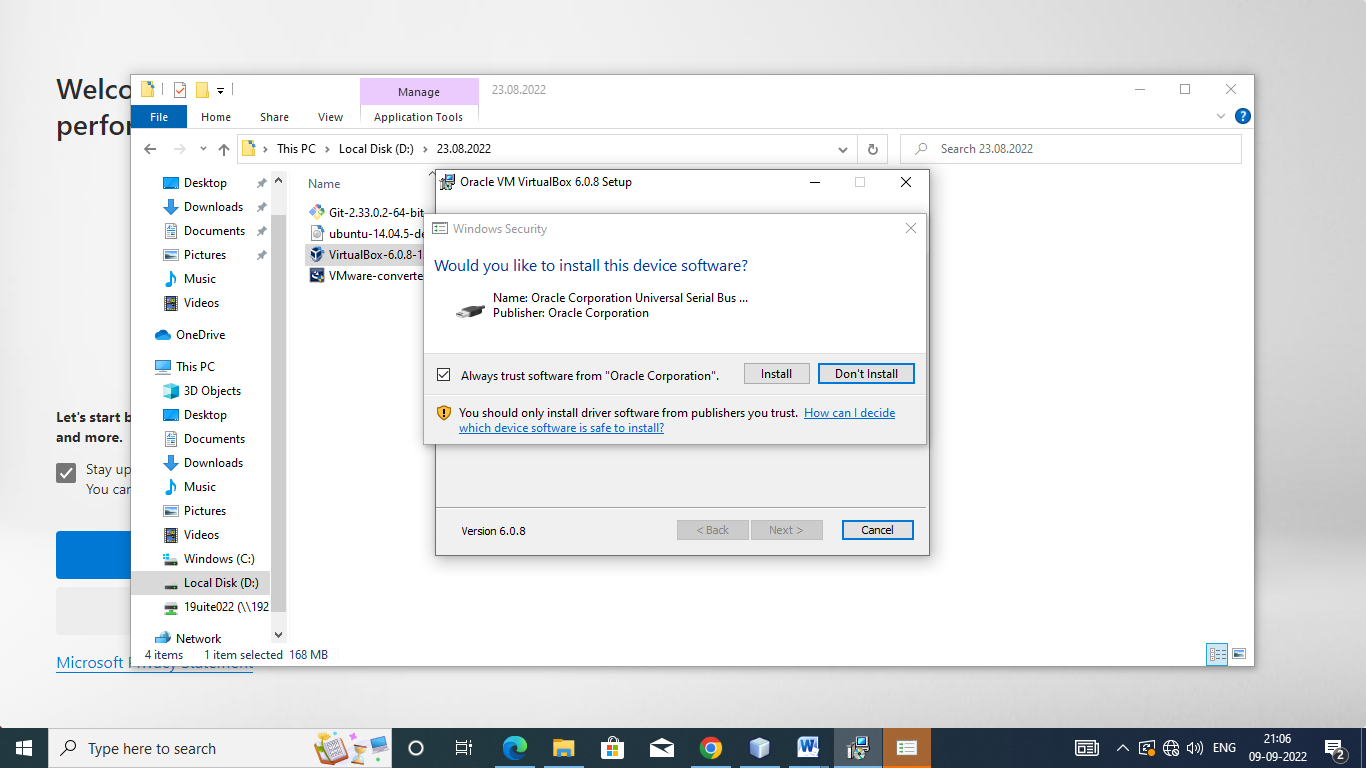 Welco
perfor
Let's start b
and more.
Stay up
You can
Microsoft Privacy Statement
Manage
23.08.2022
File
Home
Share
View
Application Tools
This PC
Local Disk (D:)
23.08.2022
Search 23.08.2022
Desktop
Downloads
Documents
Pictures
Music
Videos
OneDrive
This PC
3D Objects
Desktop
Documents
Downloads
Music
Pictures
Videos
Windows (C:)
Local Disk (D:)
19uite022 (\\192
Network
Name
Git-2.33.0.2-64-bit
ubuntu-14.04.5-de
VirtualBox-6.0.8-1
VMware-converte
4 items
1 item selected 168 MB
Oracle VM VirtualBox 6.0.8 Setup
Windows Security
Would you like to install this device software?
Name: Oracle Corporation Universal Serial Bus ...
Publisher: Oracle Corporation
Always trust software from "Oracle Corporation".
Install
Don't Install
You should only install driver software from publishers you trust. How can I decide
which device software is safe to install?
Version 6.0.8
< Back
Next >
Cancel
Type here to search
ENG
21:06
09-09-2022
2